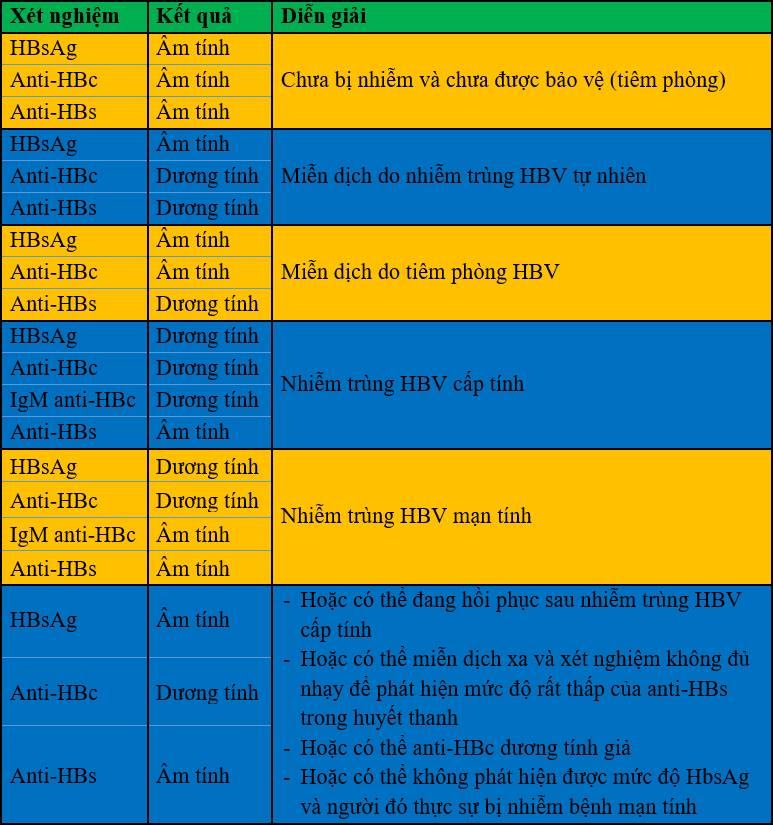 Xét nghiệm Kết quả Diễn giải
HBsAg Âm tính
Anti-HBc Âm tính Chưa bị nhiễm và chưa được bảo vệ (tiêm phòng)
Anti-HBs Âm tính
HBsAg Âm tính
Anti-HBc Dương tính Miễn dịch do nhiễm trùng HBV tự nhiên
Anti-HBs Dương tính
HBsAg Âm tính
Anti-HBc Âm tính Miễn dịch do tiêm phòng HBV
Anti-HBs Dương tính
HBsAg Dương tính
Anti-HBc Dương tính
Nhiễm trùng HBV cấp tính
IgM anti-HBc Dương tính
Anti-HBs Âm tính
HBsAg Dương tính
Anti-HBc Dương tính
Nhiễm trùng HBV mạn tính
IgM anti-HBc Âm tính
Anti-HBs Âm tính
HBsAg Âm tính
Anti-HBc Dương tính
Anti-HBs Âm tính
- Hoặc có thể đang hồi phục sau nhiễm trùng HBV
cấp tính
- Hoặc có thể miễn dịch xa và xét nghiệm không đủ
nhạy để phát hiện mức độ rất thấp của anti-HBs
trong huyết thanh
- Hoặc có thể anti-HBc dương tính giả
- Hoặc có thể không phát hiện được mức độ HbsAg
và người đó thực sự bị nhiễm bệnh mạn tính